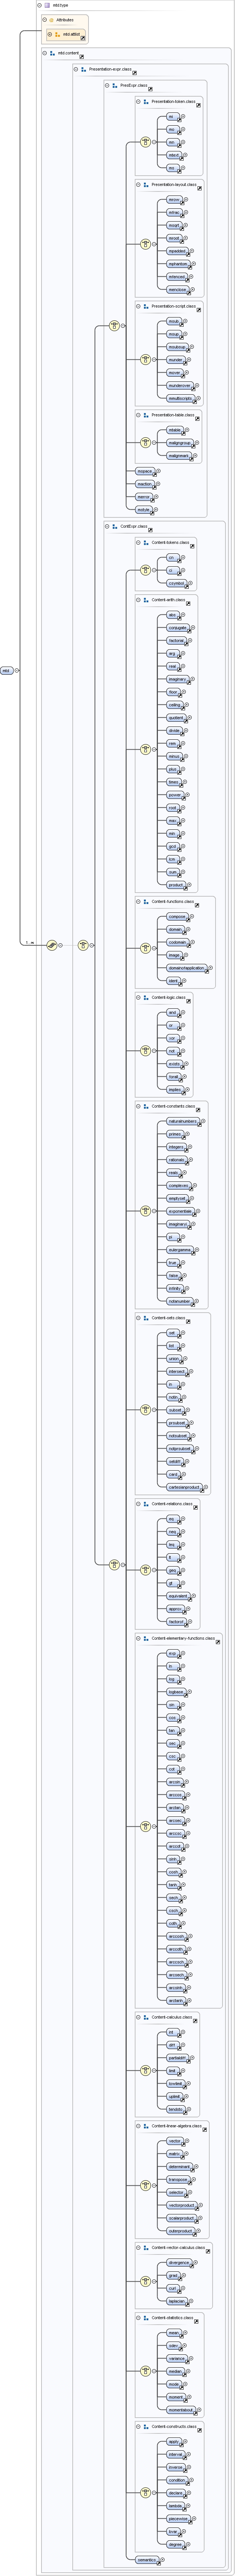 mtd.type
Attributes
mtd.attlist
mtd.content
Presentation-expr.class
PresExpr.class
Presentation-token.class
mi
mn
mo
mtext
ms
Presentation-layout.class
mrow
mfrac
msqrt
mroot
mpadded
mphantom
mfenced
menclose
Presentation-script.class
msub
msup
msubsup
munder
mover
munderover
mmultiscripts
Presentation-table.class
mtable
maligngroup
malignmark
mspace
maction
merror
mstyle
ContExpr.class
Content-tokens.class
cn
ci
csymbol
Content-arith.class
abs
conjugate
factorial
arg
real
imaginary
floor
ceiling
quotient
divide
rem
minus
plus
times
power
root
max
min
gcd
lcm
sum
product
mtd
Content-functions.class
compose
domain
codomain
image
domainofapplication
ident
1..∞
Content-logic.class
and
or
xor
not
exists
forall
implies
Content-constants.class
naturalnumbers
primes
integers
rationals
reals
complexes
emptyset
exponentiale
imaginaryi
pi
eulergamma
true
false
infinity
notanumber
Content-sets.class
set
list
union
intersect
in
notin
subset
prsubset
notsubset
notprsubset
setdiff
card
cartesianproduct
Content-relations.class
eq
neq
leq
lt
geq
gt
equivalent
approx
factorof
Content-elementary-functions.class
exp
ln
log
logbase
sin
cos
tan
sec
csc
cot
arcsin
arccos
arctan
arcsec
arccsc
arccot
sinh
cosh
tanh
sech
csch
coth
arccosh
arccoth
arccsch
arcsech
arcsinh
arctanh
Content-calculus.class
int
diff
partialdiff
limit
lowlimit
uplimit
tendsto
Content-linear-algebra.class
vector
matrix
determinant
transpose
selector
vectorproduct
scalarproduct
outerproduct
Content-vector-calculus.class
divergence
grad
curl
laplacian
Content-statistics.class
mean
sdev
variance
median
mode
moment
momentabout
Content-constructs.class
apply
interval
inverse
condition
declare
lambda
piecewise
bvar
degree
semantics